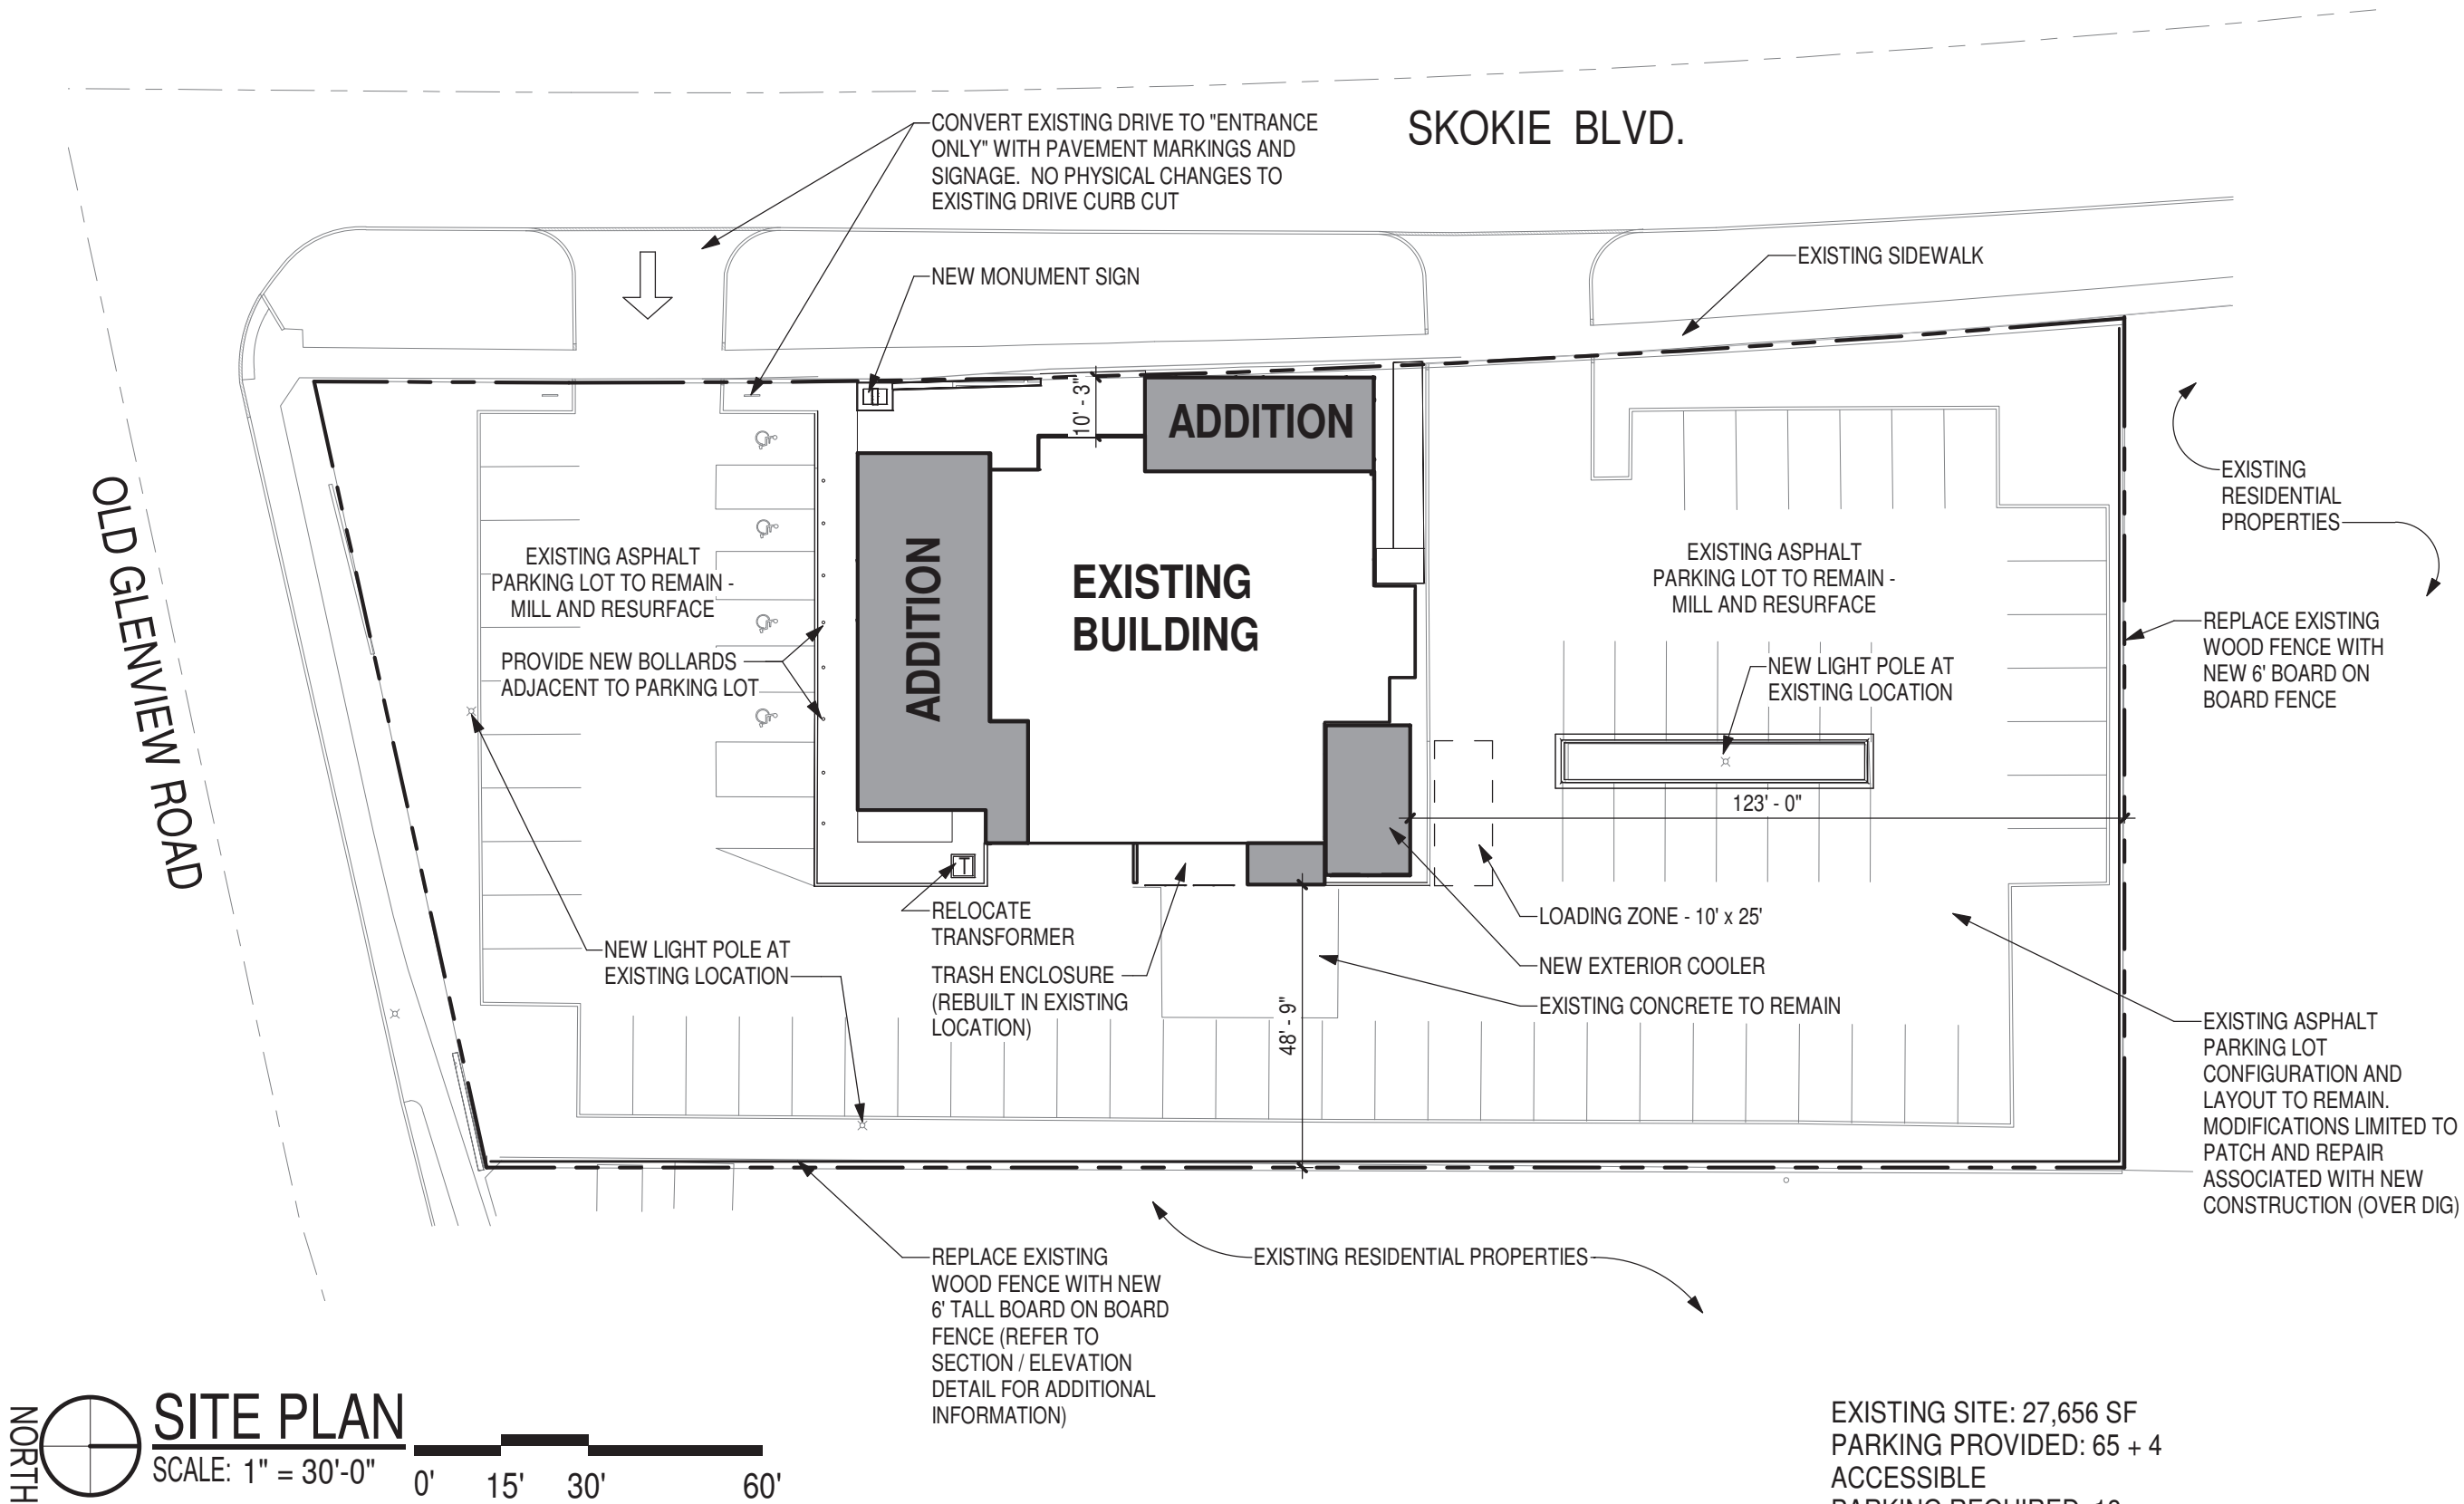 SKOKIE BLVD.
CONVERT EXISTING DRIVE TO "ENTRANCE
ONLY" WITH PAVEMENT MARKINGS AND
SIGNAGE. NO PHYSICAL CHANGES TO
EXISTING DRIVE CURB CUT
NEW MONUMENT SIGN
EXISTING SIDEWALK
10' - 3"
ADDITION
EXISTING
RESIDENTIAL
PROPERTIES
OLD GLENVIEW ROAD
EXISTING ASPHALT
PARKING LOT TO REMAIN -
MILL AND RESURFACE
ADDITION
EXISTING
BUILDING
EXISTING ASPHALT
PARKING LOT TO REMAIN -
MILL AND RESURFACE
REPLACE EXISTING
WOOD FENCE WITH
NEW 6' BOARD ON
BOARD FENCE
PROVIDE NEW BOLLARDS
ADJACENT TO PARKING LOT
NEW LIGHT POLE AT
EXISTING LOCATION
123' - 0"
T
RELOCATE
TRANSFORMER
LOADING ZONE - 10' x 25'
NEW LIGHT POLE AT
EXISTING LOCATION
TRASH ENCLOSURE
(REBUILT IN EXISTING
LOCATION)
NEW EXTERIOR COOLER
EXISTING CONCRETE TO REMAIN
48' - 9"
EXISTING ASPHALT
PARKING LOT
CONFIGURATION AND
LAYOUT TO REMAIN.
MODIFICATIONS LIMITED TO
PATCH AND REPAIR
ASSOCIATED WITH NEW
CONSTRUCTION (OVER DIG)
REPLACE EXISTING
WOOD FENCE WITH NEW
6' TALL BOARD ON BOARD
FENCE (REFER TO
SECTION / ELEVATION
DETAIL FOR ADDITIONAL
INFORMATION)
EXISTING RESIDENTIAL PROPERTIES
NORTH
SITE PLAN
SCALE: 1" = 30'-0"
0' 15' 30' 60'
EXISTING SITE: 27,656 SF
PARKING PROVIDED: 65 + 4
ACCESSIBLE
PARKING REQUIRED: